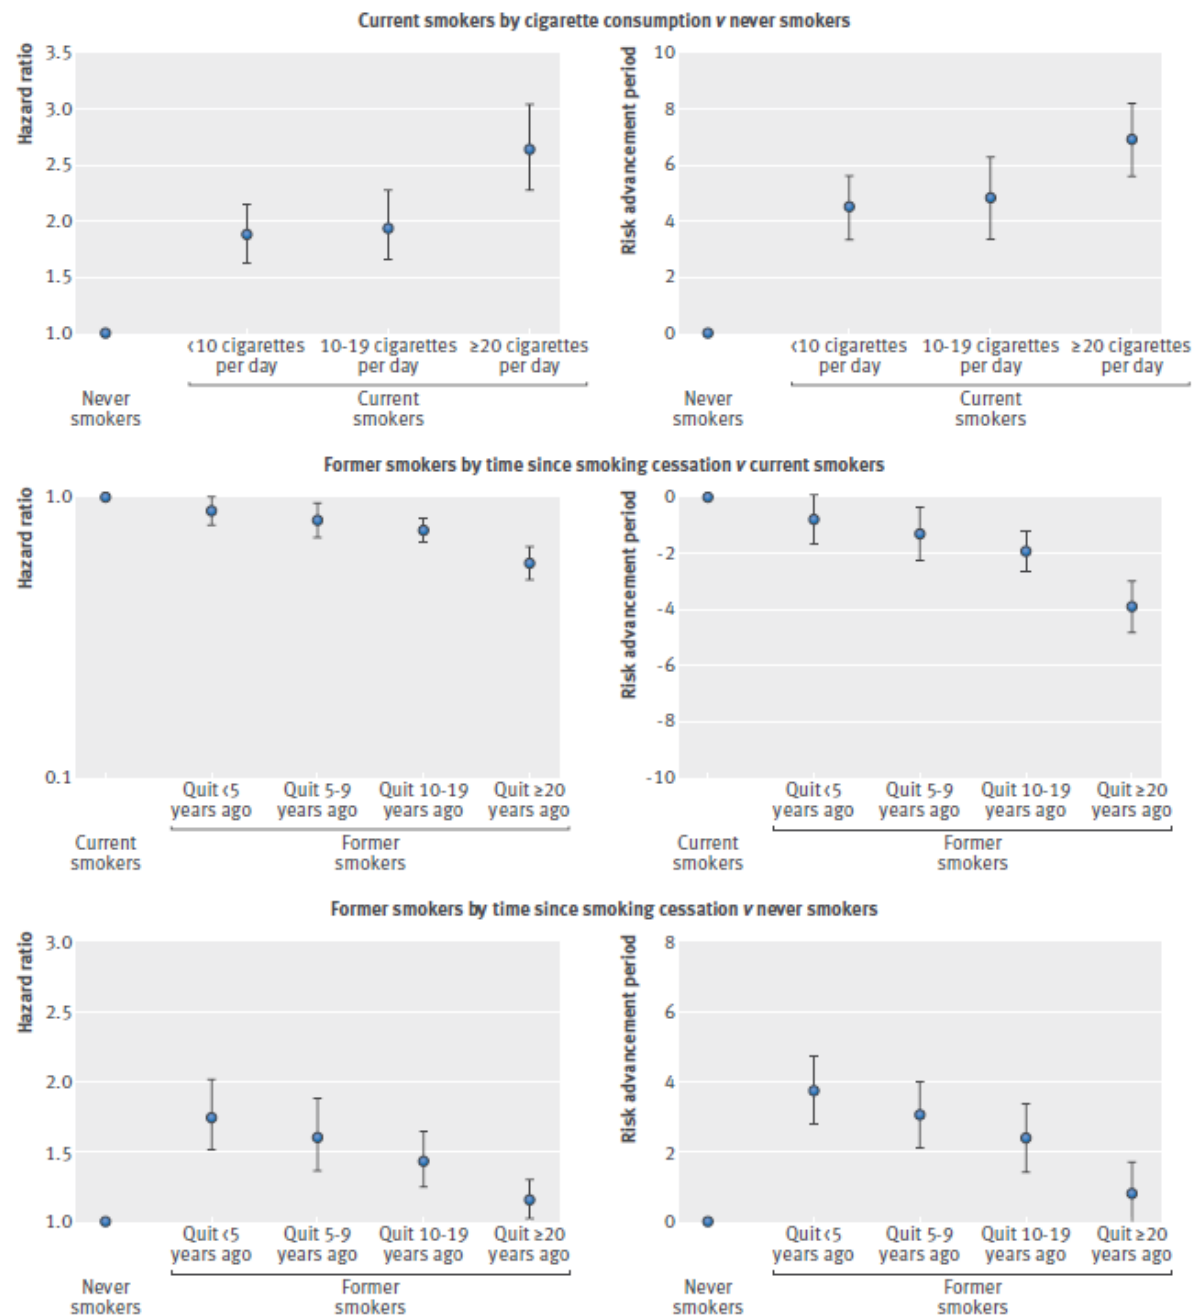 Current smokers by cigarette consumption v never smokers
Hazard ratio
3.5
3.0
2.5
2.0
1.5
1.0
<10 cigarettes per day
10-19 cigarettes per day
≥20 cigarettes per day
Never smokers
Current smokers
Risk advancement period
10
8
6
4
2
0
<10 cigarettes per day
10-19 cigarettes per day
≥20 cigarettes per day
Never smokers
Current smokers
Former smokers by time since smoking cessation v current smokers
Hazard ratio
1.0
0.1
Quit <5 years ago
Quit 5-9 years ago
Quit 10-19 years ago
Quit ≥20 years ago
Current smokers
Former smokers
Risk advancement period
0
-2
-4
-6
-8
-10
Quit <5 years ago
Quit 5-9 years ago
Quit 10-19 years ago
Quit ≥20 years ago
Current smokers
Former smokers
Former smokers by time since smoking cessation v never smokers
Hazard ratio
3.0
2.5
2.0
1.5
1.0
Quit <5 years ago
Quit 5-9 years ago
Quit 10-19 years ago
Quit ≥20 years ago
Never smokers
Former smokers
Risk advancement period
8
6
4
2
0
Quit <5 years ago
Quit 5-9 years ago
Quit 10-19 years ago
Quit ≥20 years ago
Never smokers
Former smokers